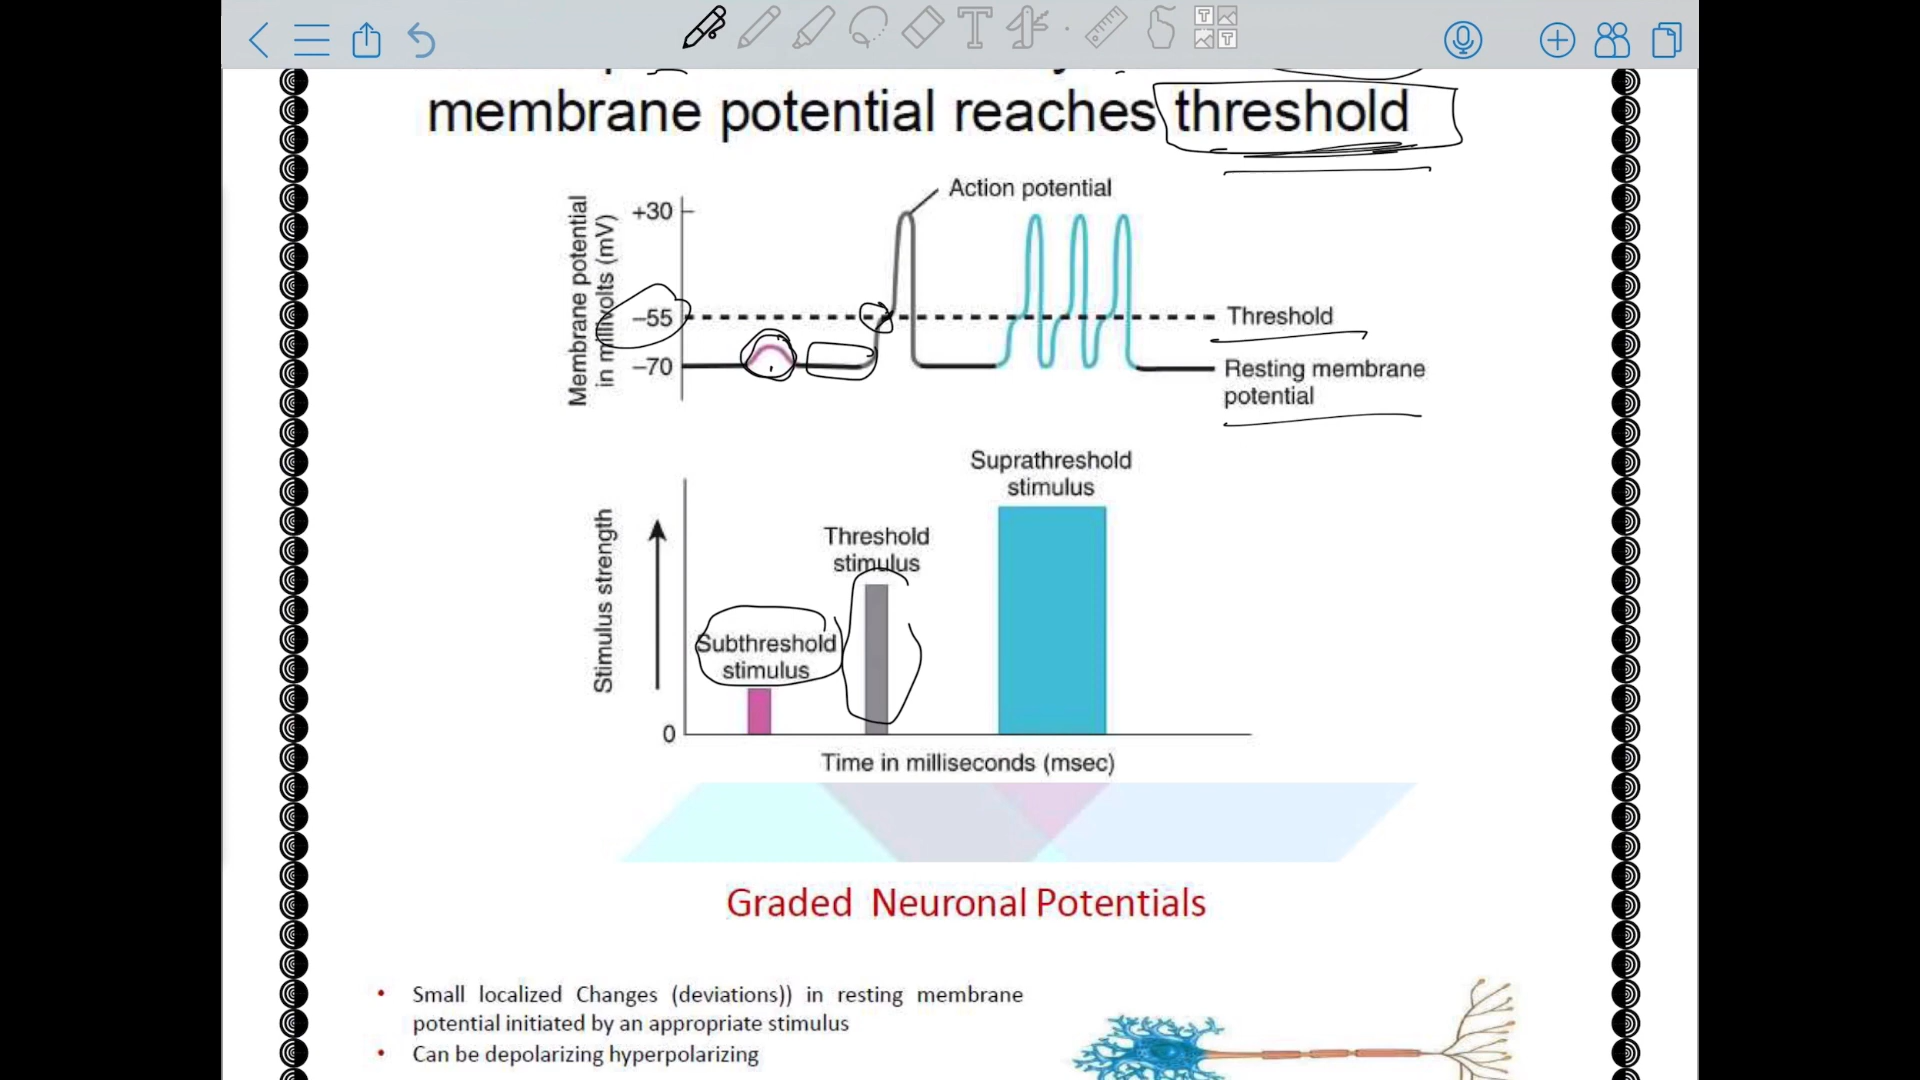 membrane potential reaches threshold
Action potential
Membrane potential
in millivolts (mV)
+30
–55
–70
Threshold
Resting membrane
potential
Suprathreshold
stimulus
Threshold
stimulus
Subthreshold
stimulus
Stimulus strength
0
Time in milliseconds (msec)
Graded Neuronal Potentials
• Small localized Changes (deviations)) in resting membrane
potential initiated by an appropriate stimulus
• Can be depolarizing hyperpolarizing